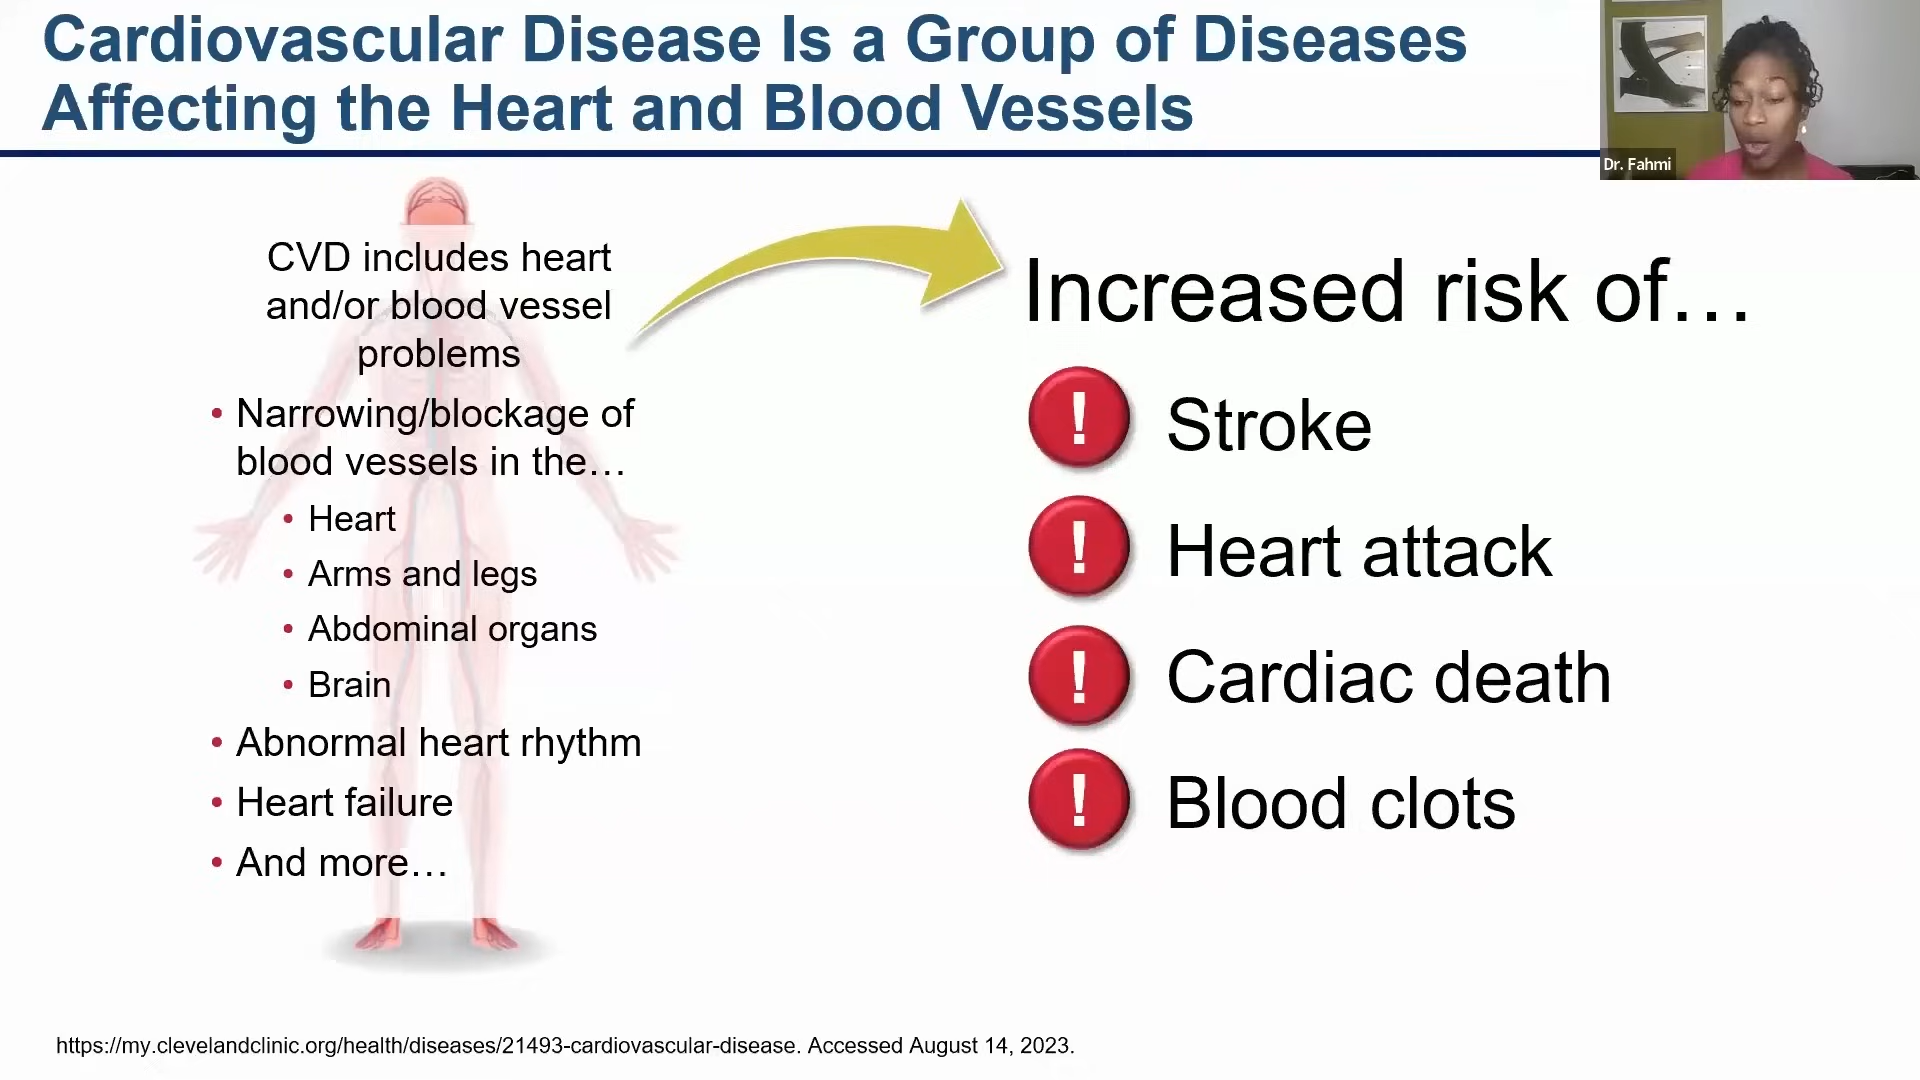 Cardiovascular Disease Is a Group of Diseases
Affecting the Heart and Blood Vessels
Dr. Fahmi
CVD includes heart
and/or blood vessel
problems
• Narrowing/blockage of
blood vessels in the…
• Heart
• Arms and legs
• Abdominal organs
• Brain
• Abnormal heart rhythm
• Heart failure
• And more…
Increased risk of…
! Stroke
! Heart attack
! Cardiac death
! Blood clots
https://my.clevelandclinic.org/health/diseases/21493-cardiovascular-disease. Accessed August 14, 2023.